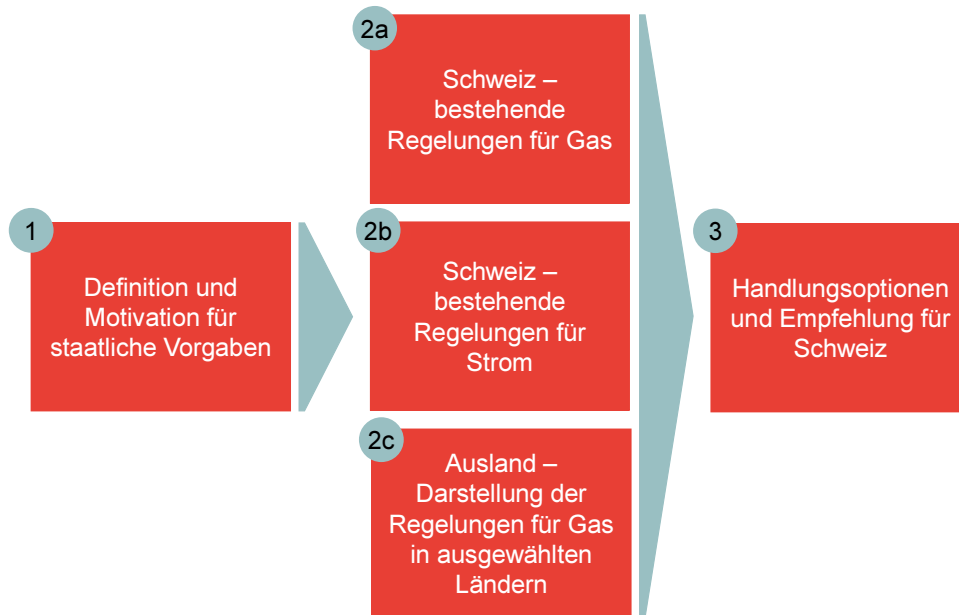 1
Definition und
Motivation für
staatliche Vorgaben
2a
Schweiz –
bestehende
Regelungen für Gas
2b
Schweiz –
bestehende
Regelungen für
Strom
2c
Ausland –
Darstellung der
Regelungen für Gas
in ausgewählten
Ländern
3
Handlungsoptionen
und Empfehlung für
Schweiz